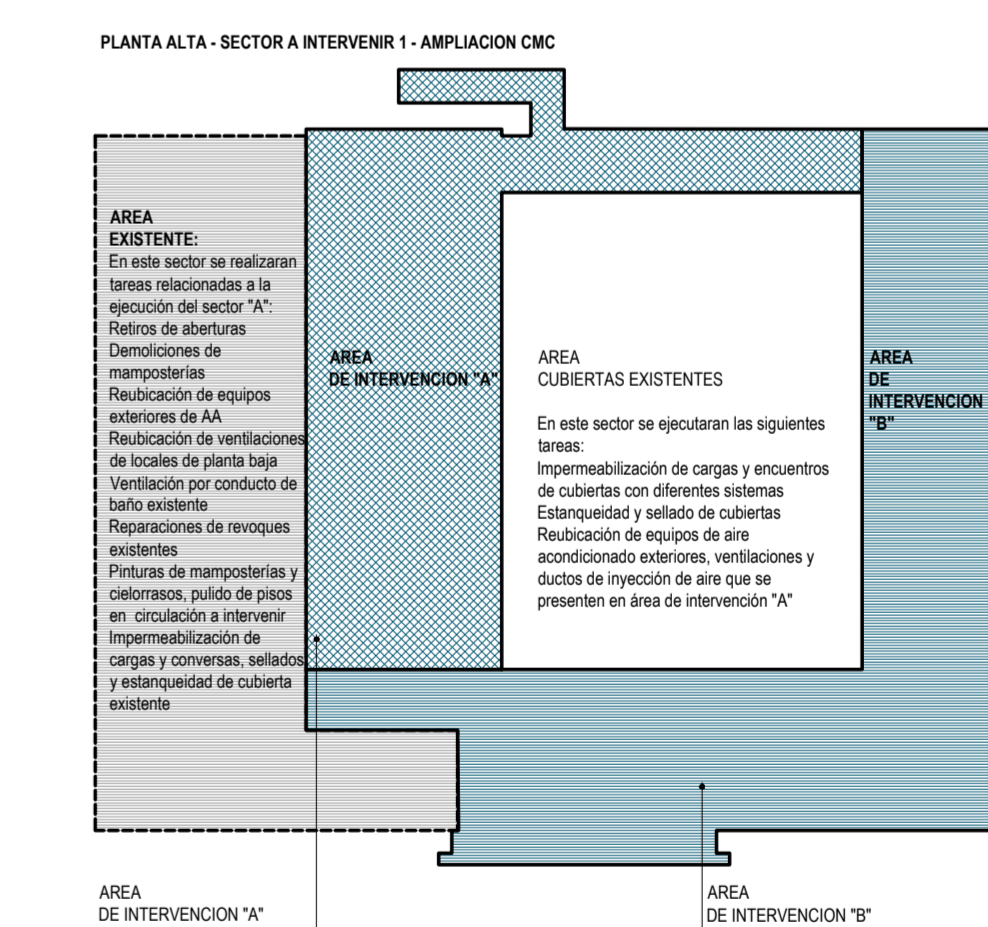 PLANTA ALTA - SECTOR A INTERVENIR 1 - AMPLIACION CMC
AREA
EXISTENTE:
En este sector se realizaran
tareas relacionadas a la
ejecución del sector "A":
Retiros de aberturas
Demoliciones de
mamposterías
Reubicación de equipos
exteriores de AA
Reubicación de ventilaciones
de locales de planta baja
Ventilación por conducto de
baño existente
Reparaciones de revoques
existentes
Pinturas de mamposterías y
cielorrasos, pulido de pisos
en circulación a intervenir
Impermeabilización de
cargas y conversas, sellados
y estanqueidad de cubierta
existente
AREA
DE INTERVENCION "A"
AREA
CUBIERTAS EXISTENTES
En este sector se ejecutaran las siguientes
tareas:
Impermeabilización de cargas y encuentros
de cubiertas con diferentes sistemas
Estanqueidad y sellado de cubiertas
Reubicación de equipos de aire
acondicionado exteriores, ventilaciones y
ductos de inyección de aire que se
presenten en área de intervención "A"
AREA
DE
INTERVENCION
"B"
AREA
DE INTERVENCION "A"
AREA
DE INTERVENCION "B"